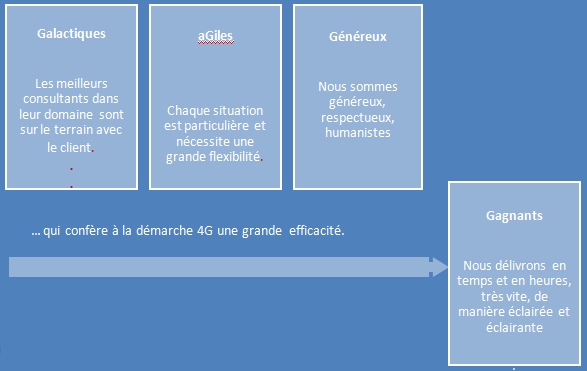 Galactiques
Les meilleurs
consultants dans
leur domaine sont
sur le terrain avec
le client.
.
.
aGiles
Chaque situation
est particulière et
nécessite une
grande flexibilité.
Généreux
Nous sommes
généreux,
respectueux,
humanistes
… qui confère à la démarche 4G une grande efficacité.
Gagnants
Nous délivrons en
temps et en heures,
très vite, de
manière éclairée et
éclairante
.